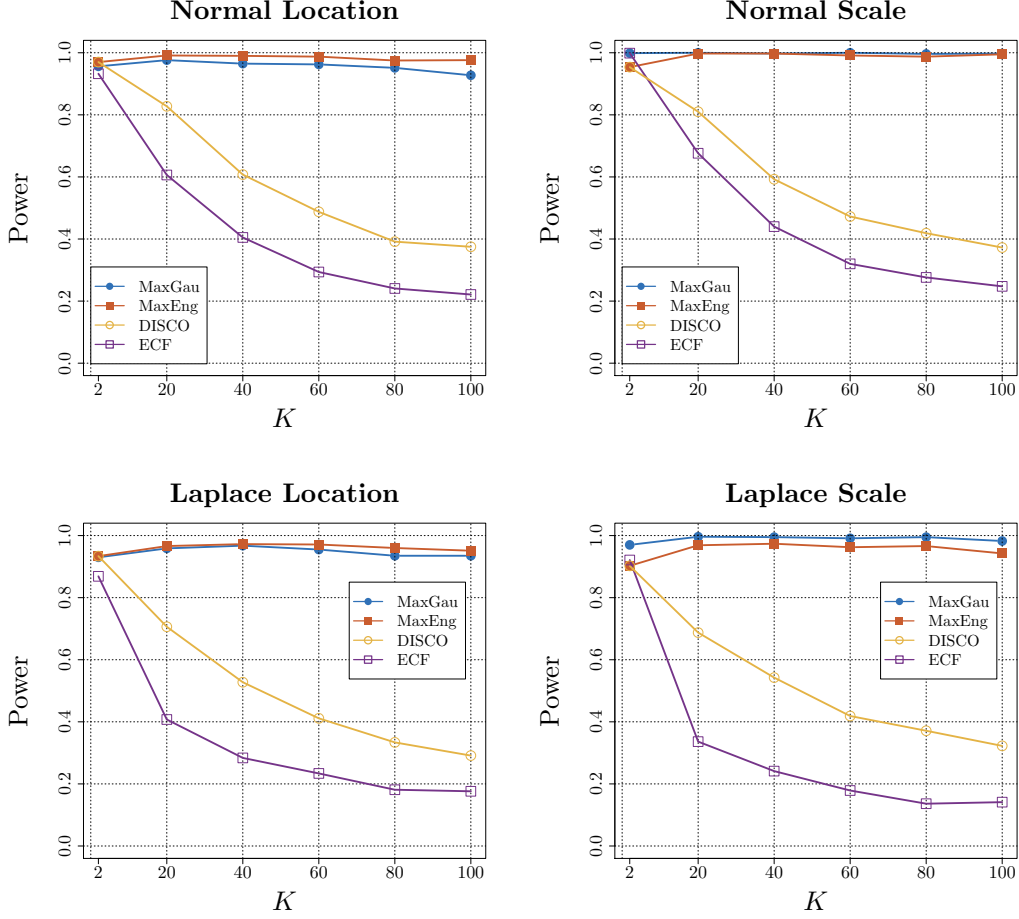 Normal Location
Power
1.0
0.8
0.6
0.4
0.2
0.0
MaxGau
MaxEng
DISCO
ECF
2 20 40 60 80 100
K
Normal Scale
Power
1.0
0.8
0.6
0.4
0.2
0.0
MaxGau
MaxEng
DISCO
ECF
2 20 40 60 80 100
K
Laplace Location
Power
1.0
0.8
0.6
0.4
0.2
0.0
MaxGau
MaxEng
DISCO
ECF
2 20 40 60 80 100
K
Laplace Scale
Power
1.0
0.8
0.6
0.4
0.2
0.0
MaxGau
MaxEng
DISCO
ECF
2 20 40 60 80 100
K